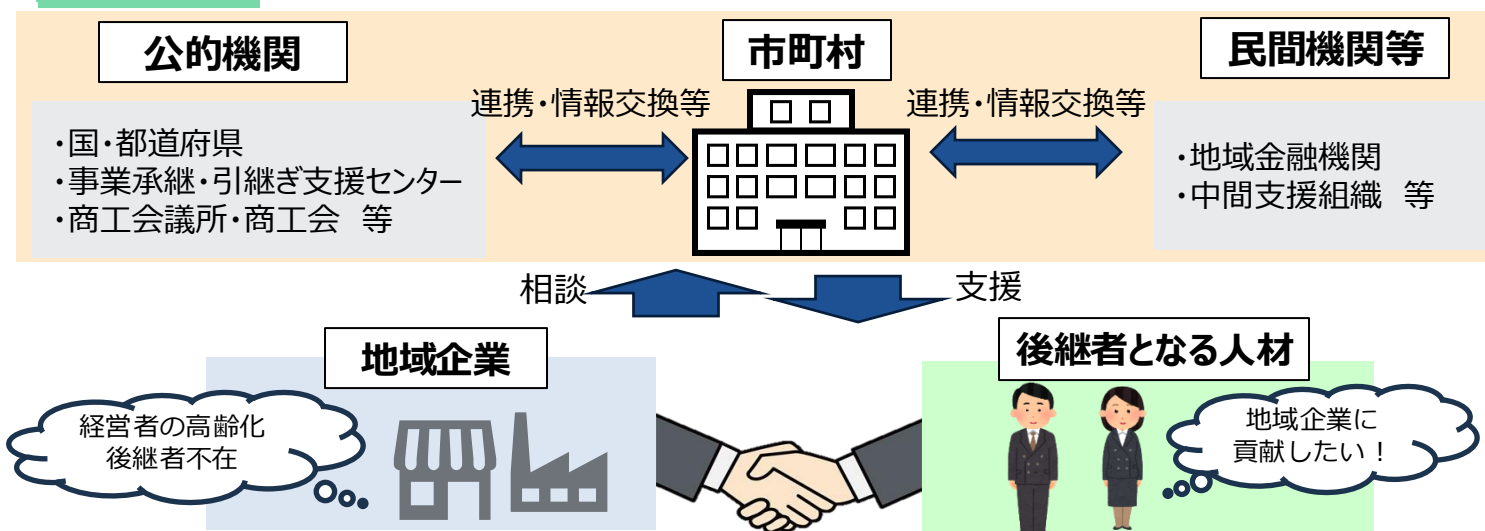 公的機関
市町村
民間機関等
連携・情報交換等
連携・情報交換等
・国・都道府県
・事業承継・引継ぎ支援センター
・商工会議所・商工会　等
・地域金融機関
・中間支援組織　等
相談
支援
地域企業
後継者となる人材
経営者の高齢化
後継者不在
地域企業に
貢献したい！